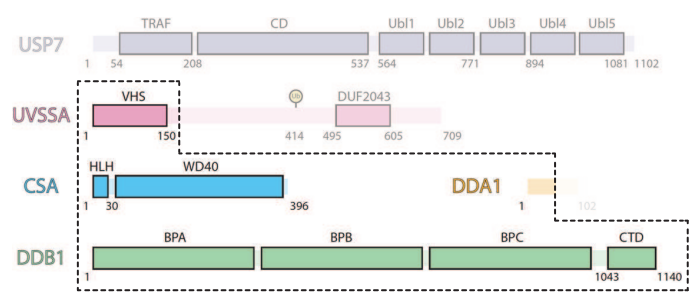 TRAF CD Ubl1 Ubl2 Ubl3 Ubl4 Ubl5
USP7
1 54 208 537 564 771 894 1081 1102
VHS Ub DUF2043
UVSSA
1 150 414 495 605 709
HLH WD40
CSA DDA1
1 30 396 1 102
BPA BPB BPC CTD
DDB1
1 1043 1140